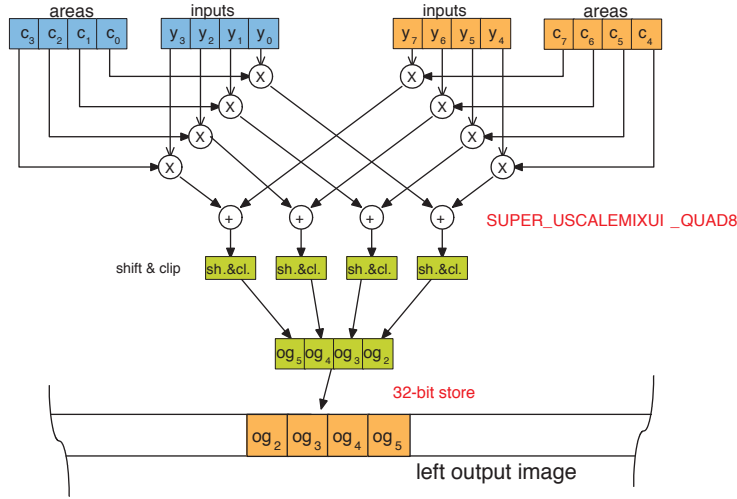 areas inputs inputs areas
c3 c2 c1 c0 y3 y2 y1 y0 y7 y6 y5 y4 c7 c6 c5 c4
X X
X X
X X
X X
+ + + +
SUPER_USCALEMIXUI _QUAD8
shift & clip sh.&cl. sh.&cl. sh.&cl. sh.&cl.
og5 og4 og3 og2
32-bit store
og2 og3 og4 og5
left output image